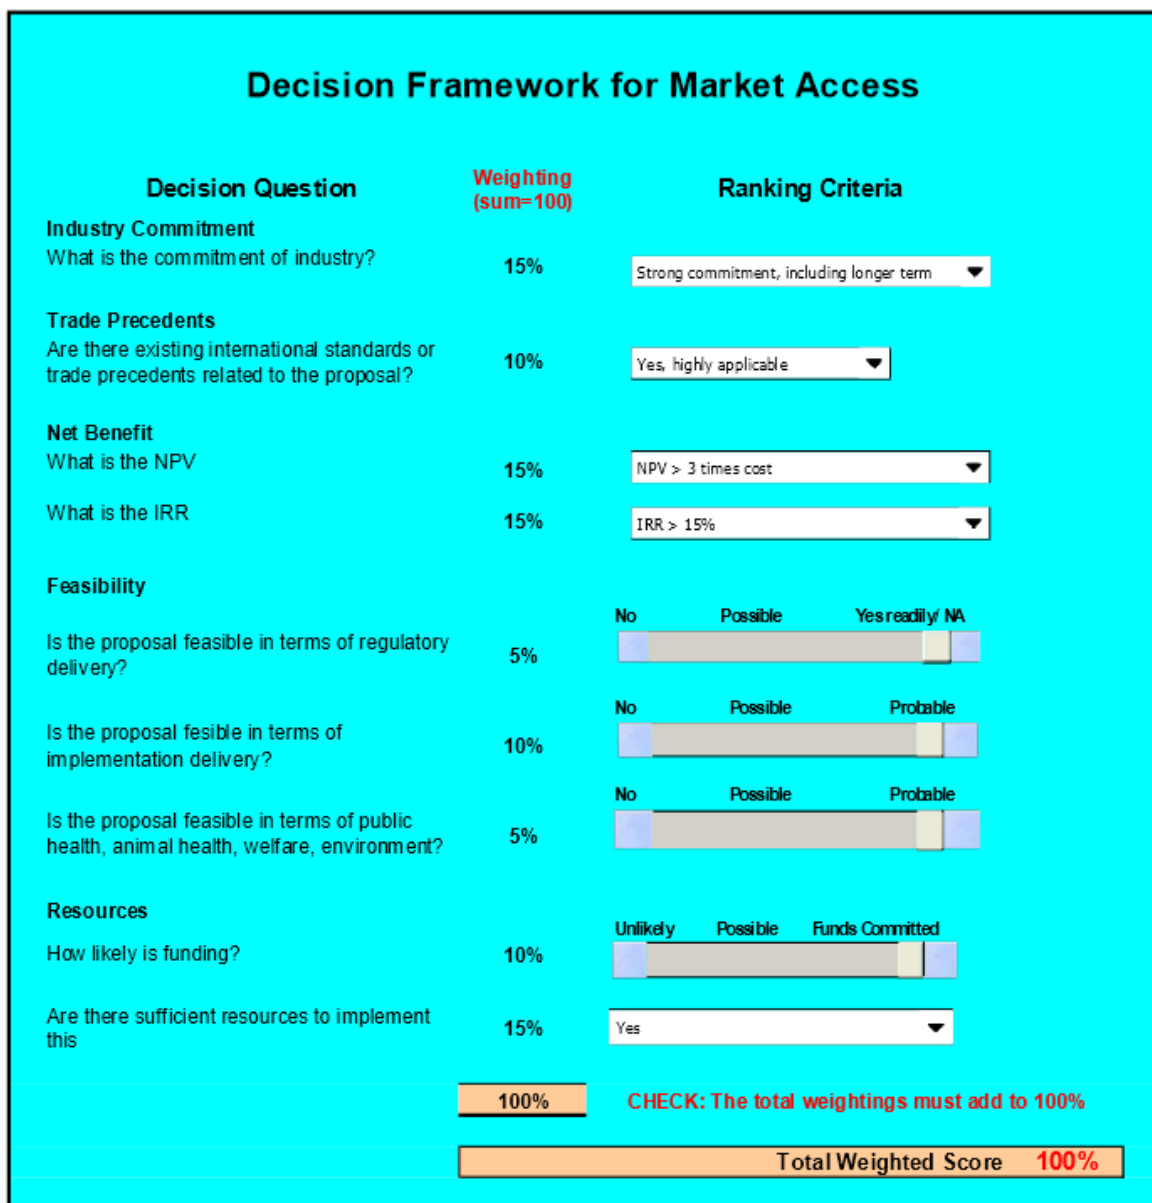 Decision Framework for Market Access
Decision Question
Weighting
(sum=100)
Ranking Criteria
Industry Commitment
What is the commitment of industry?
15%
Strong commitment, including longer term
Trade Precedents
Are there existing international standards or
trade precedents related to the proposal?
10%
Yes, highly applicable
Net Benefit
What is the NPV
15%
NPV > 3 times cost
What is the IRR
15%
IRR > 15%
Feasibility
No Possible Yes readily/ NA
Is the proposal feasible in terms of regulatory
delivery?
5%
No Possible Probable
Is the proposal fesible in terms of
implementation delivery?
10%
No Possible Probable
Is the proposal feasible in terms of public
health, animal health, welfare, environment?
5%
Resources
Unlikely Possible Funds Committed
How likely is funding?
10%
Are there sufficient resources to implement
this
15%
Yes
100%
CHECK: The total weightings must add to 100%
Total Weighted Score 100%